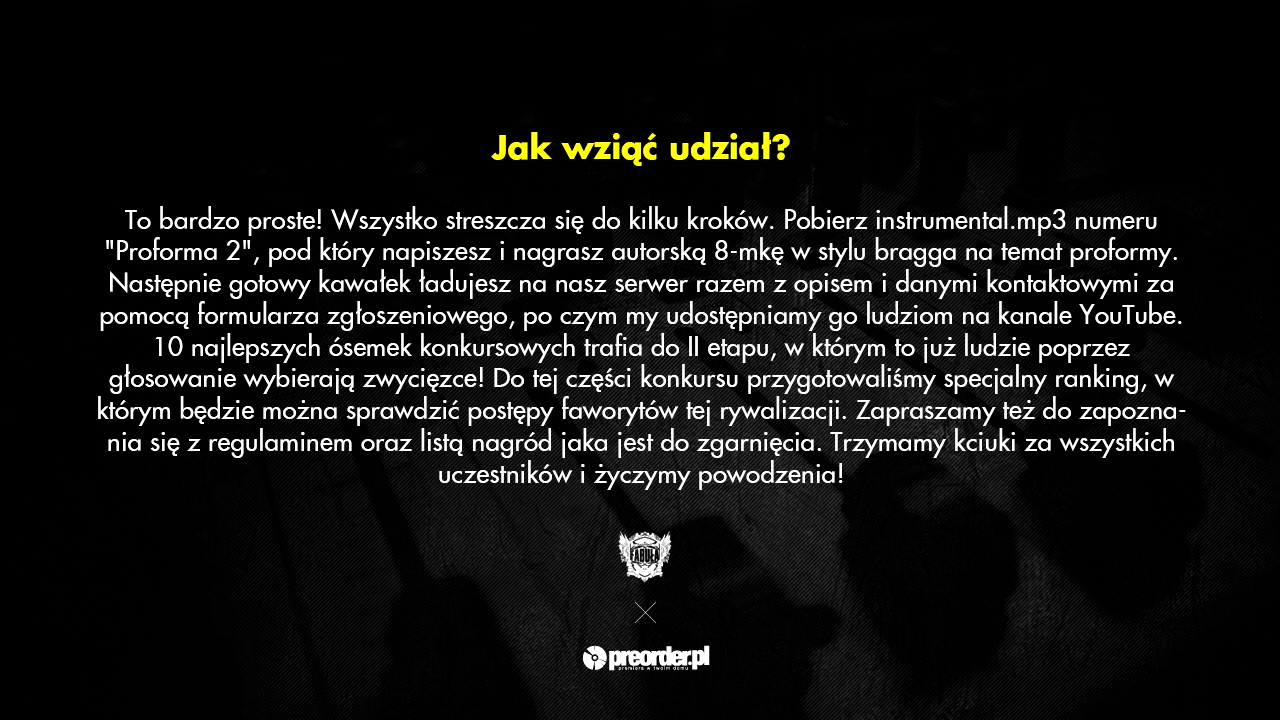 Jak wziąć udział?
To bardzo proste! Wszystko streszcza się do kilku kroków. Pobierz instrumental.mp3 numeru
"Proforma 2", pod który napiszesz i nagrasz autorską 8-mkę w stylu bragga na temat proformy.
Następnie gotowy kawałek ładujesz na nasz serwer razem z opisem i danymi kontaktowymi za
pomocą formularza zgłoszeniowego, po czym my udostępniamy go ludziom na kanale YouTube.
10 najlepszych ósemek konkursowych trafia do II etapu, w którym to już ludzie poprzez
głosowanie wybierają zwycięzce! Do tej części konkursu przygotowaliśmy specjalny ranking, w
którym będzie można sprawdzić postępy faworytów tej rywalizacji. Zapraszamy też do zapozna-
nia się z regulaminem oraz listą nagród jaka jest do zgarnięcia. Trzymamy kciuki za wszystkich
uczestników i życzymy powodzenia!
FABUŁA
preorder.pl
premiera w twoim domu